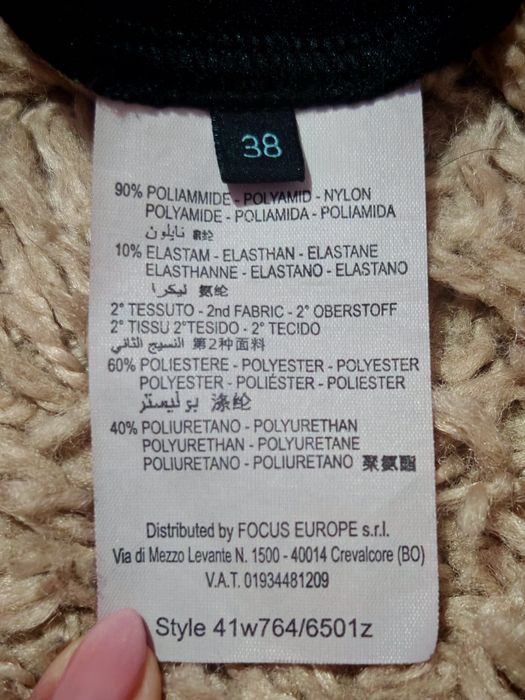 38
90% POLIAMMIDE - POLYAMID - NYLON
POLYAMIDE - POLIAMIDA - POLIAMIDA
نايلون
10% ELASTAM - ELASTHAN - ELASTANE
ELASTHANNE - ELASTANO - ELASTANO
ليكرا 氨纶
2° TESSUTO - 2nd FABRIC - 2° OBERSTOFF
2° TISSU 2°TESIDO - 2° TECIDO
النسيج الثاني 第2种面料
60% POLIESTERE - POLYESTER - POLYESTER
POLYESTER - POLIÉSTER - POLIESTER
بوليستر 涤纶
40% POLIURETANO - POLYURETHAN
POLYURETHAN - POLYURETANE
POLIURETANO - POLIURETANO 聚氨酯
Distributed by FOCUS EUROPE s.r.l.
Via di Mezzo Levante N. 1500 - 40014 Crevalcore (BO)
V.A.T. 01934481209
Style 41w764/6501z